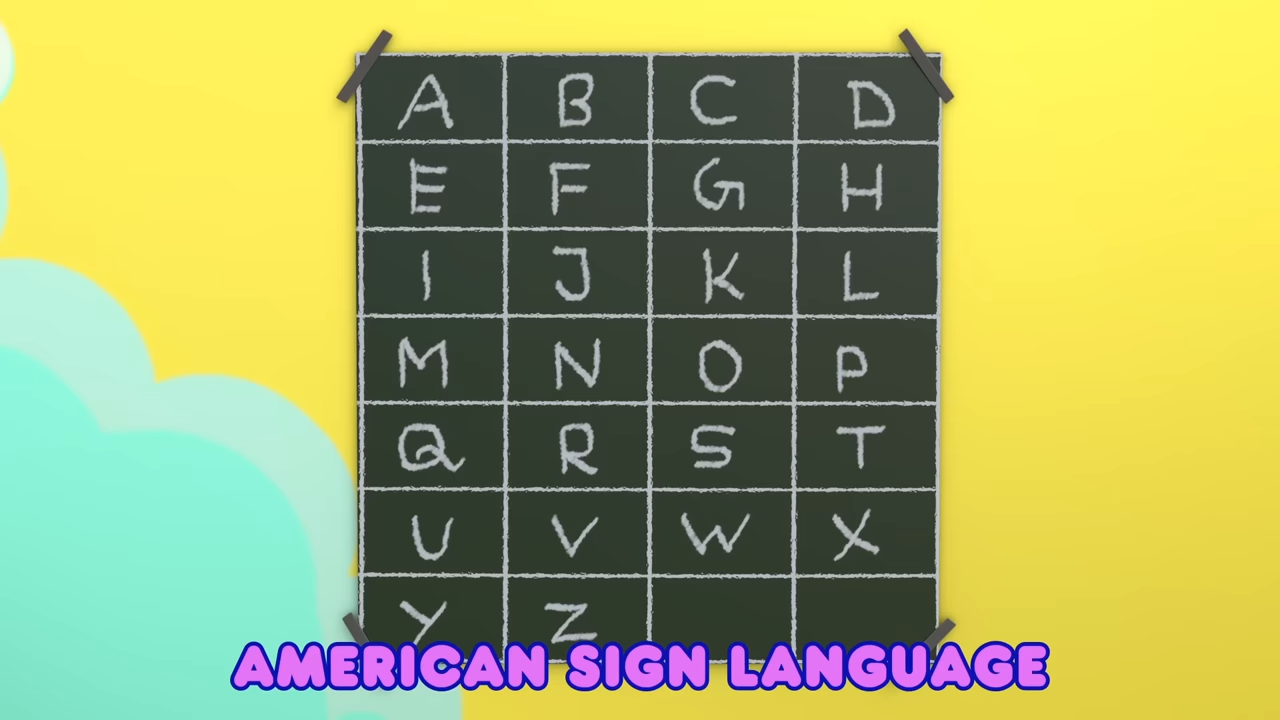 A B C D
E F G H
I J K L
M N O P
Q R S T
U V W X
Y Z
AMERICAN SIGN LANGUAGE